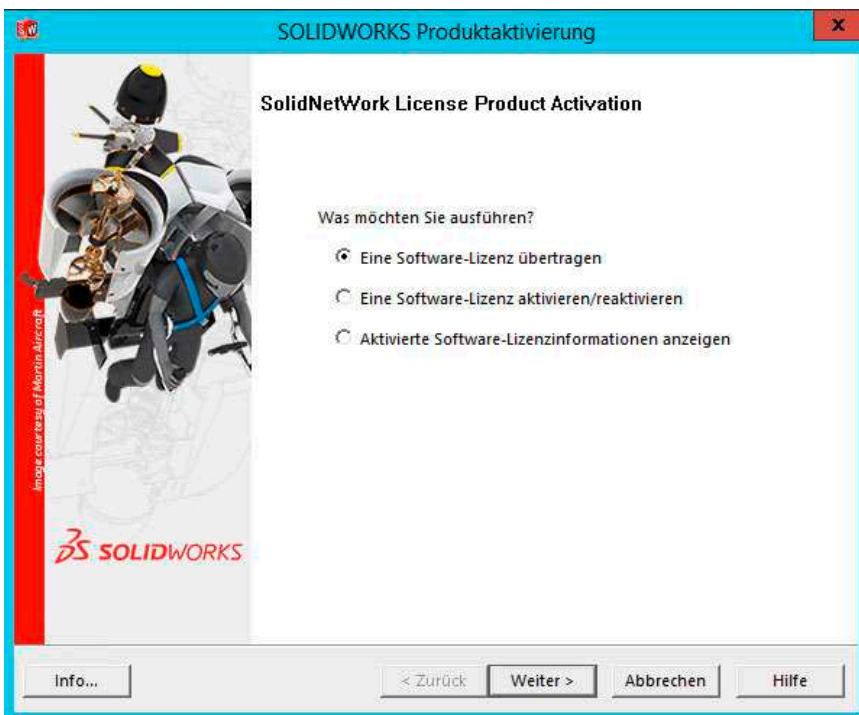 SOLIDWORKS Produktaktivierung
x
SolidNetWork License Product Activation
Was möchten Sie ausführen?
Eine Software-Lizenz übertragen
Eine Software-Lizenz aktivieren/reaktivieren
Aktivierte Software-Lizenzinformationen anzeigen
Image courtesy of Martin Aircraft
SOLIDWORKS
Info...
< Zurück
Weiter >
Abbrechen
Hilfe